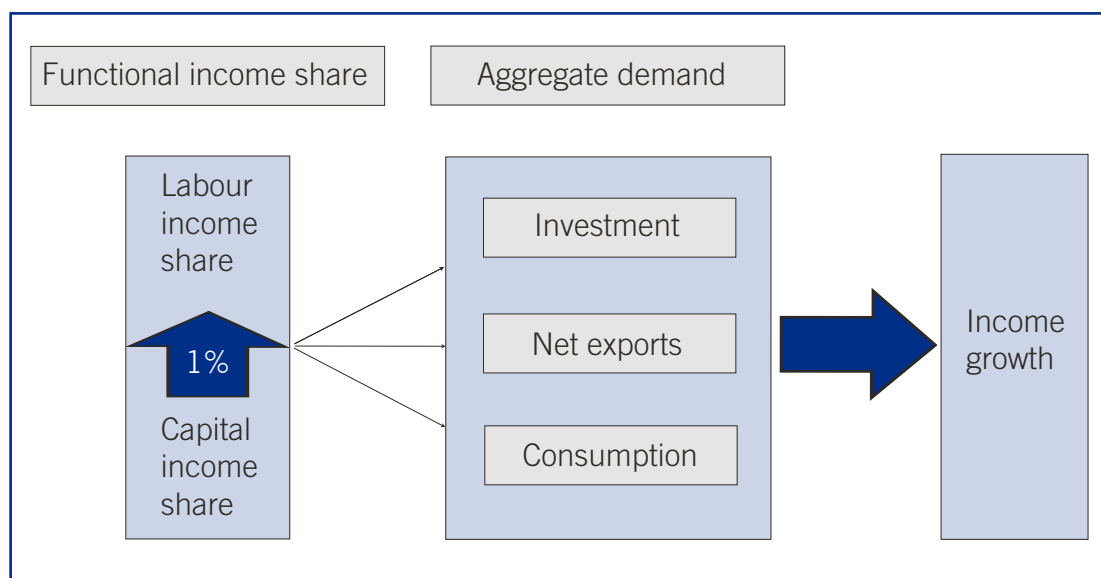 Functional income share
Aggregate demand
Labour
income
share
1%
Capital
income
share
Investment
Net exports
Consumption
Income
growth